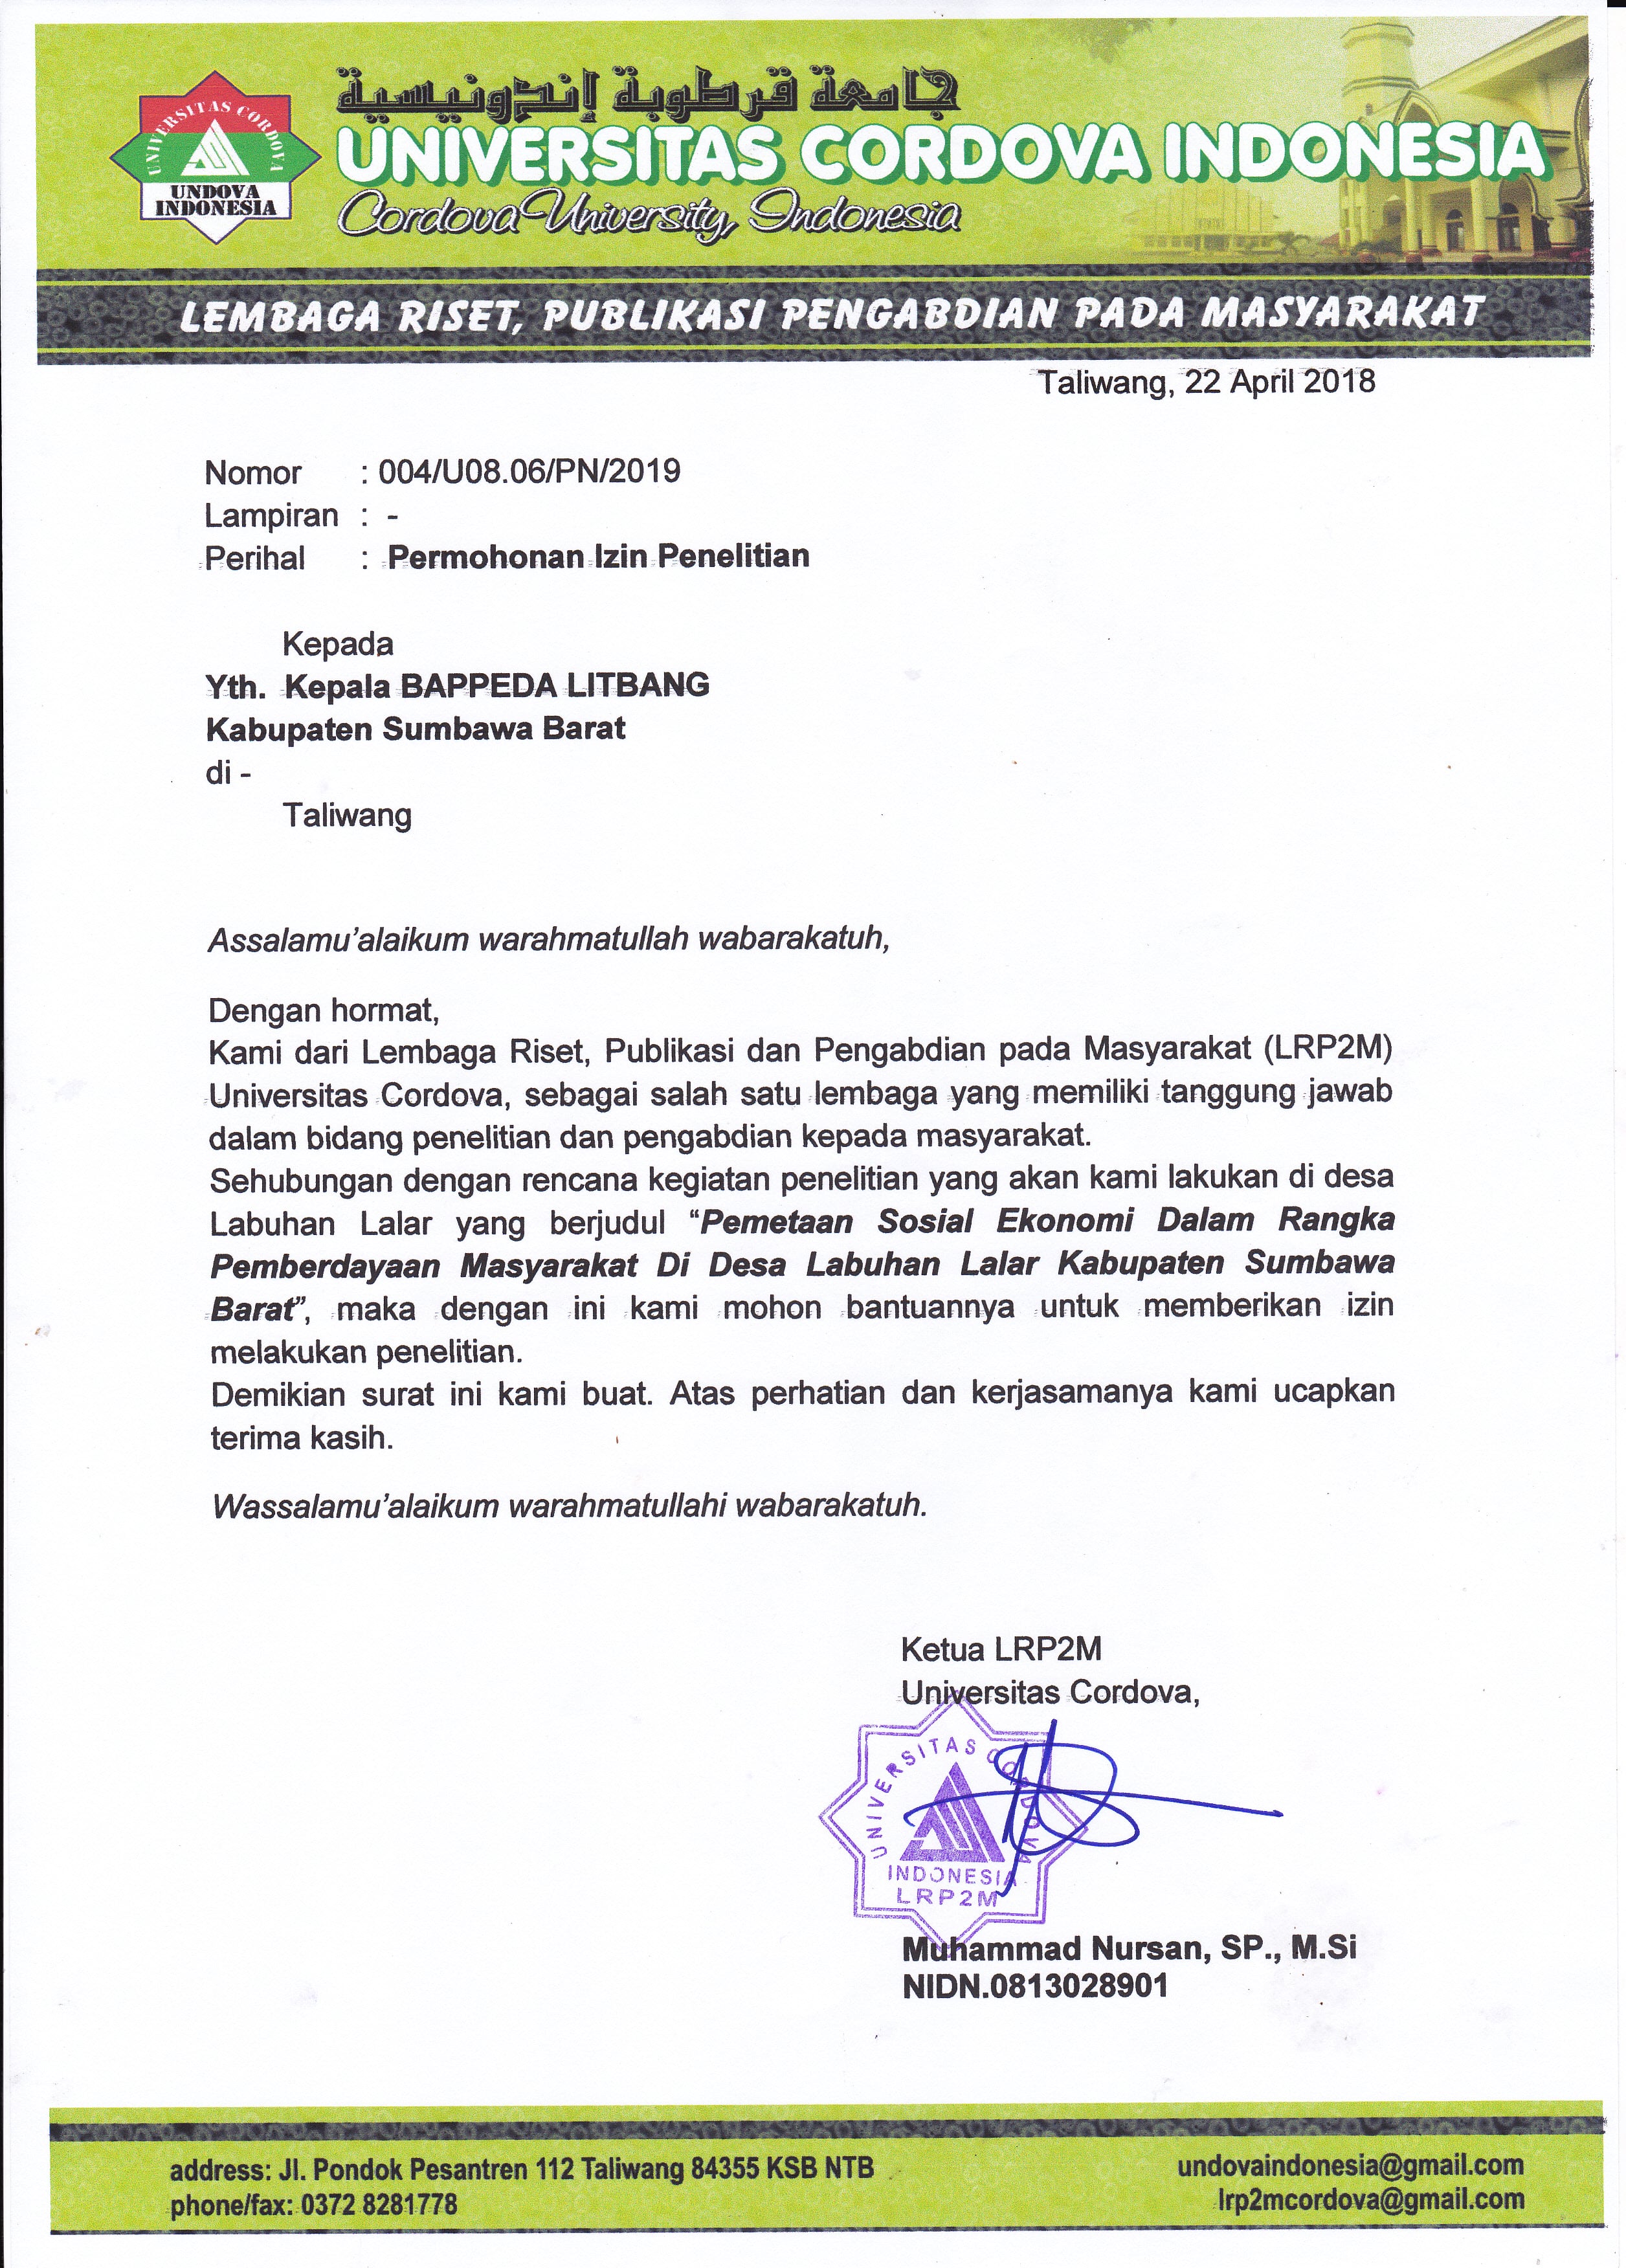 جامعة قرطوبة إندونيسية
UNIVERSITAS CORDOVA INDONESIA
Cordova University, Indonesia
UNIVERSITAS CORDOVA
UNDOVA
INDONESIA
LEMBAGA RISET, PUBLIKASI PENGABDIAN PADA MASYARAKAT
Taliwang, 22 April 2018
Nomor : 004/U08.06/PN/2019
Lampiran : -
Perihal : Permohonan Izin Penelitian
Kepada
Yth. Kepala BAPPEDA LITBANG
Kabupaten Sumbawa Barat
di -
Taliwang
Assalamu’alaikum warahmatullah wabarakatuh,
Dengan hormat,
Kami dari Lembaga Riset, Publikasi dan Pengabdian pada Masyarakat (LRP2M)
Universitas Cordova, sebagai salah satu lembaga yang memiliki tanggung jawab
dalam bidang penelitian dan pengabdian kepada masyarakat.
Sehubungan dengan rencana kegiatan penelitian yang akan kami lakukan di desa
Labuhan Lalar yang berjudul “Pemetaan Sosial Ekonomi Dalam Rangka
Pemberdayaan Masyarakat Di Desa Labuhan Lalar Kabupaten Sumbawa
Barat”, maka dengan ini kami mohon bantuannya untuk memberikan izin
melakukan penelitian.
Demikian surat ini kami buat. Atas perhatian dan kerjasamanya kami ucapkan
terima kasih.
Wassalamu’alaikum warahmatullahi wabarakatuh.
Ketua LRP2M
Universitas Cordova,
UNIVERSITAS CORDOVA
INDONESIA
LRP2M
Muhammad Nursan, SP., M.Si
NIDN.0813028901
address: Jl. Pondok Pesantren 112 Taliwang 84355 KSB NTB
phone/fax: 0372 8281778
undovaindonesia@gmail.com
lrp2mcordova@gmail.com